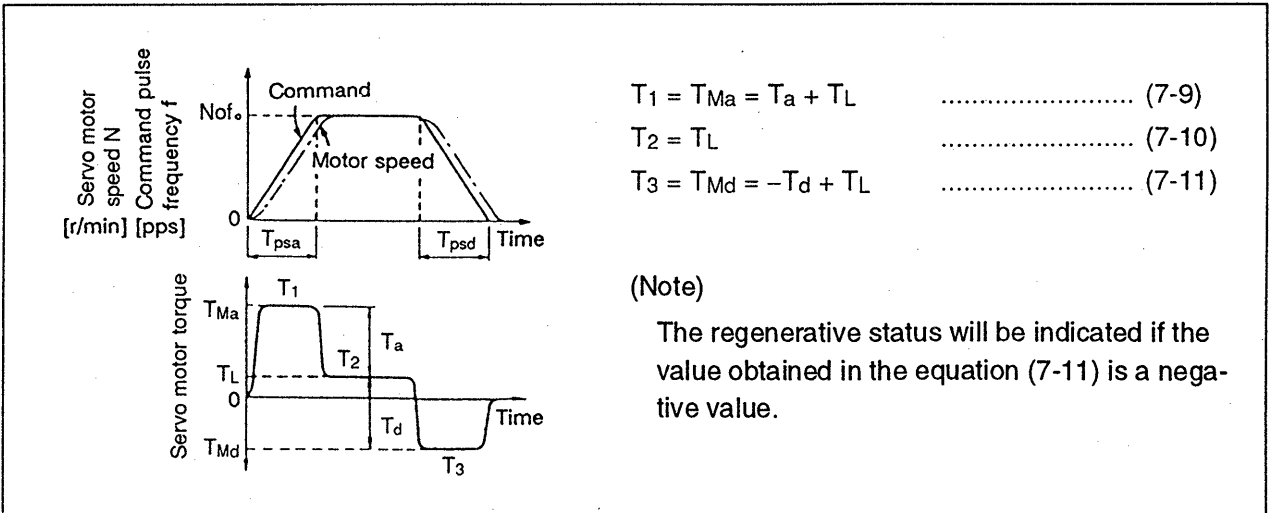 Servo motor
speed N
[r/min]
Command pulse
frequency f
[pps]
Command
Nofₒ
Motor speed
0
Tpsa
Tpsd
Time
Servo motor torque
T1
TMa
Ta
T2
TL
0
Time
Td
TMd
T3
T1 = TMa = Ta + TL ........................ (7-9)
T2 = TL ........................ (7-10)
T3 = TMd = −Td + TL ........................ (7-11)
(Note)
The regenerative status will be indicated if the
value obtained in the equation (7-11) is a nega-
tive value.